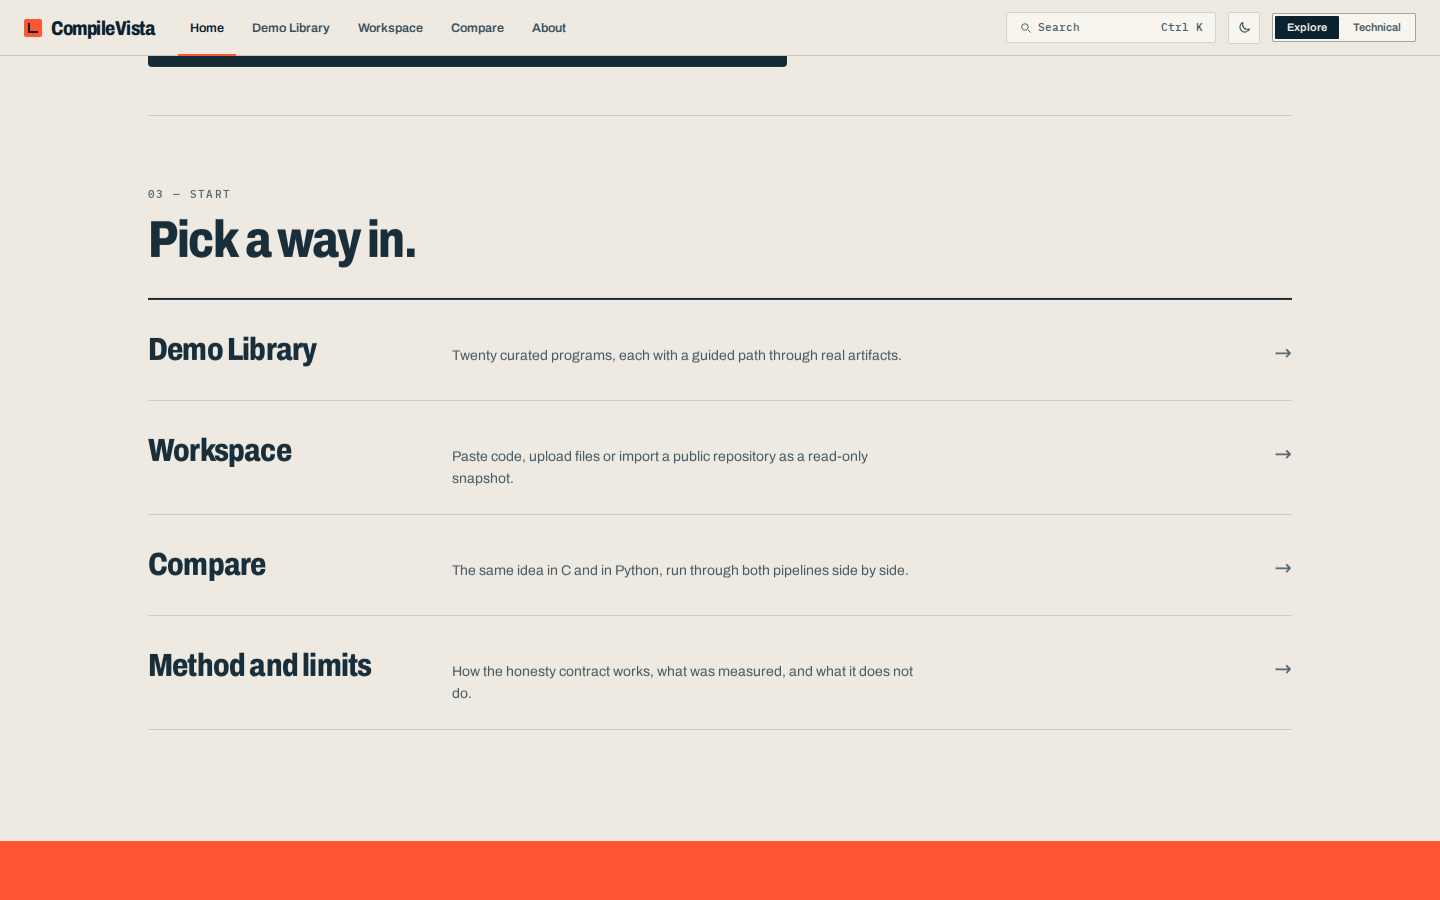 CompileVista
Home
Demo Library
Workspace
Compare
About
Search
Ctrl K
Explore
Technical
03 — START
Pick a way in.
Demo Library
Twenty curated programs, each with a guided path through real artifacts.
→
Workspace
Paste code, upload files or import a public repository as a read-only
snapshot.
→
Compare
The same idea in C and in Python, run through both pipelines side by side.
→
Method and limits
How the honesty contract works, what was measured, and what it does not
do.
→